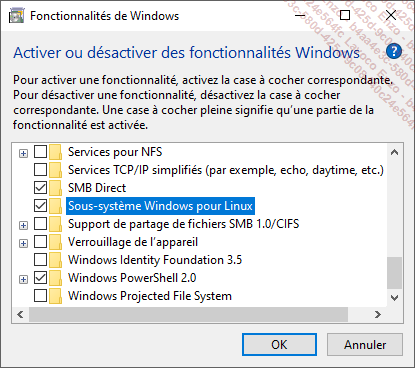 Fonctionnalités de Windows
Activer ou désactiver des fonctionnalités Windows
Pour activer une fonctionnalité, activez la case à cocher correspondante.
Pour désactiver une fonctionnalité, désactivez la case à cocher
correspondante. Une case à cocher pleine signifie qu'une partie de la
fonctionnalité est activée.
Services pour NFS
Services TCP/IP simplifiés (par exemple, echo, daytime, etc.)
SMB Direct
Sous-système Windows pour Linux
Support de partage de fichiers SMB 1.0/CIFS
Verrouillage de l'appareil
Windows Identity Foundation 3.5
Windows PowerShell 2.0
Windows Projected File System
OK
Annuler